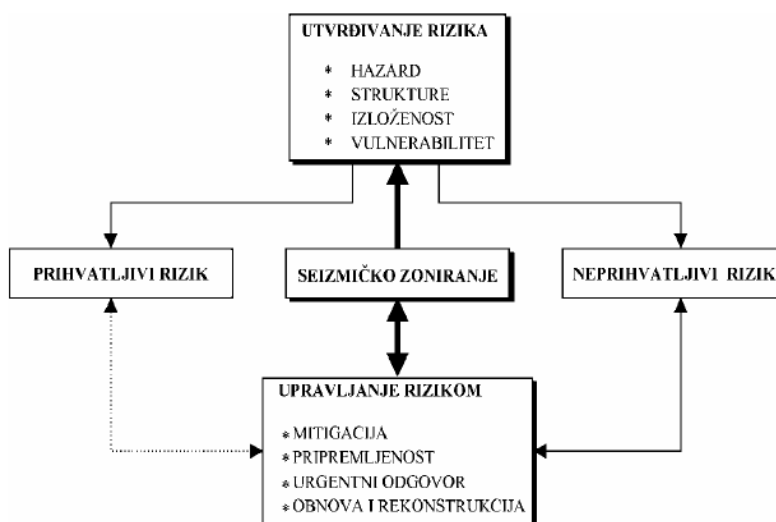 UTVRĐIVANJE RIZIKA
* HAZARD
* STRUKTURE
* IZLOŽENOST
* VULNERABILITET
PRIHVATLJIVI RIZIK
SEIZMIČKO ZONIRANJE
NEPRIHVATLJIVI RIZIK
UPRAVLJANJE RIZIKOM
* MITIGACIJA
* PRIPREMLJENOST
* URGENTNI ODGOVOR
* OBNOVA I REKONSTRUKCIJA